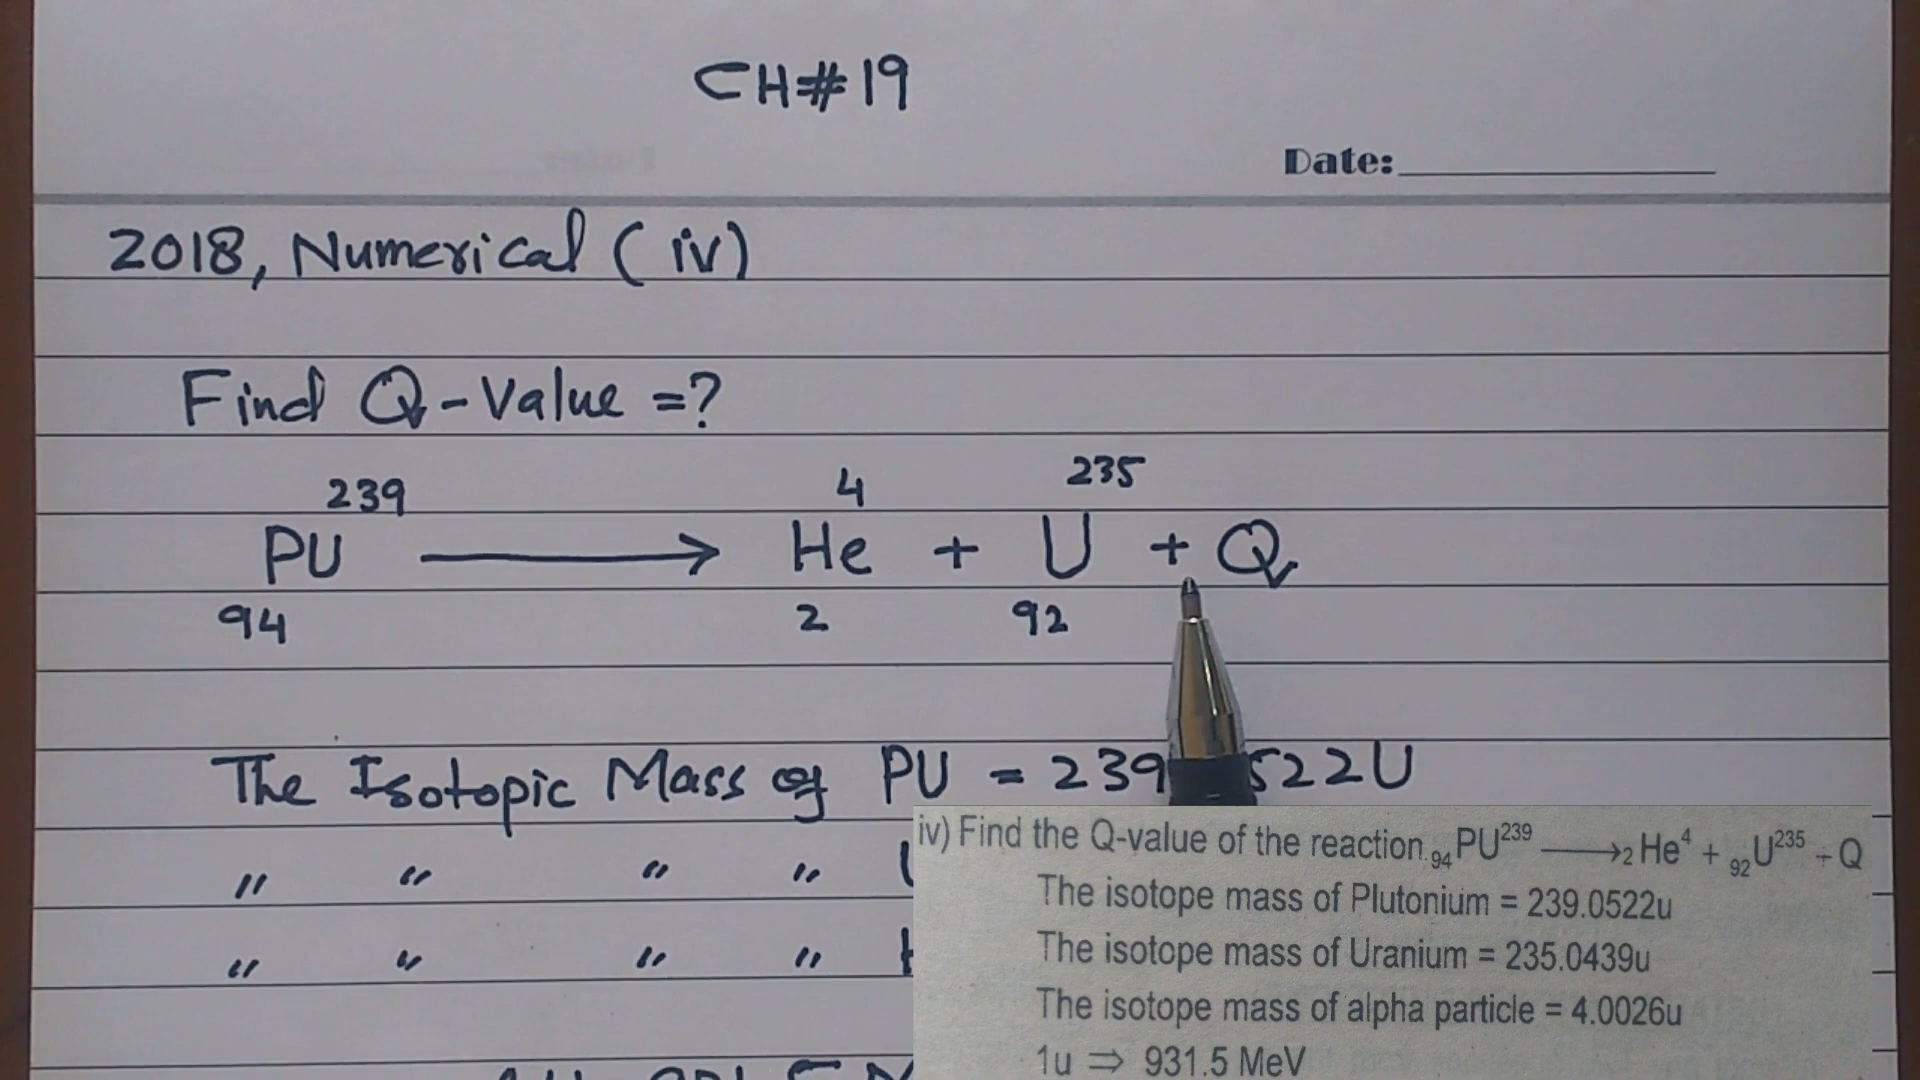 CH#19
Date:
2018, Numerical (iv)
Find Q-Value =?
239 4 235
PU ⟶ He + U + Q
94 2 92
The Isotopic Mass of PU = 239 522U
〃 〃 〃 〃
〃 〃 〃 〃
iv) Find the Q-value of the reaction. ₉₄PU²³⁹ ⟶ ₂He⁴ + ₉₂U²³⁵ + Q
The isotope mass of Plutonium = 239.0522u
The isotope mass of Uranium = 235.0439u
The isotope mass of alpha particle = 4.0026u
1u ⇒ 931.5 MeV